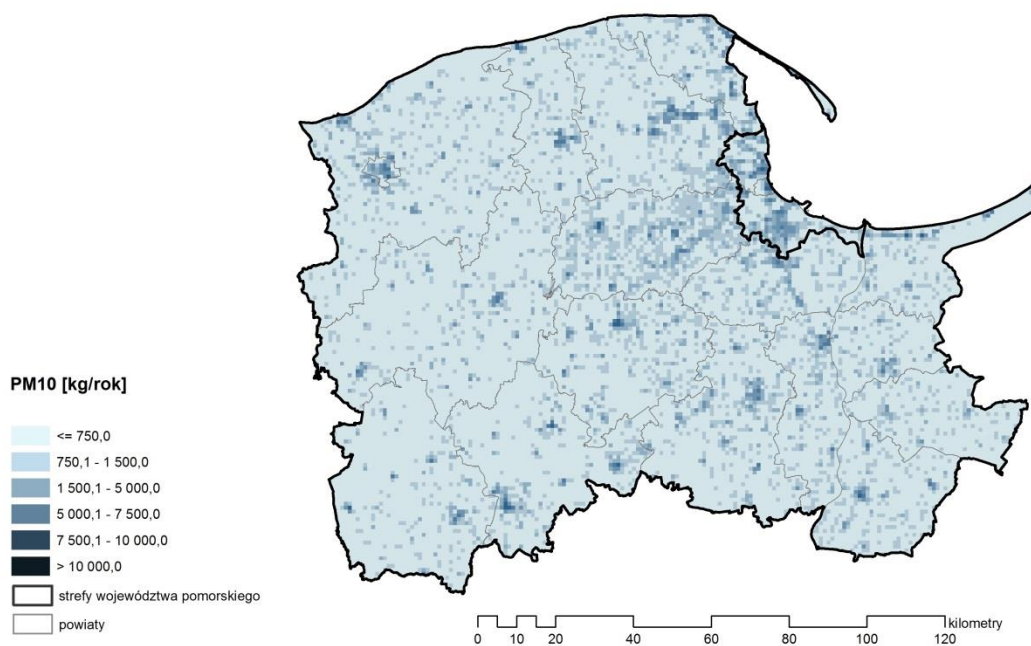 PM10 [kg/rok]
<= 750,0
750,1 - 1 500,0
1 500,1 - 5 000,0
5 000,1 - 7 500,0
7 500,1 - 10 000,0
> 10 000,0
strefy województwa pomorskiego
powiaty
kilometry
0 10 20 40 60 80 100 120